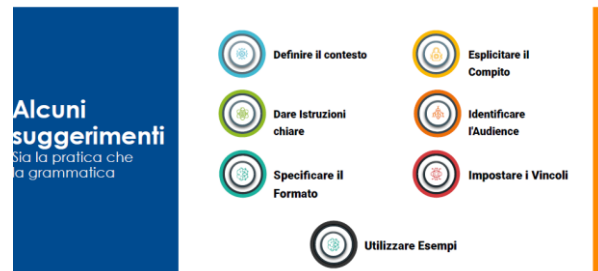 Alcuni
suggerimenti
Sia la pratica che
la grammatica
Definire il contesto
Esplicitare il
Compito
Dare Istruzioni
chiare
Identificare
l'Audience
Specificare il
Formato
Impostare i Vincoli
Utilizzare Esempi